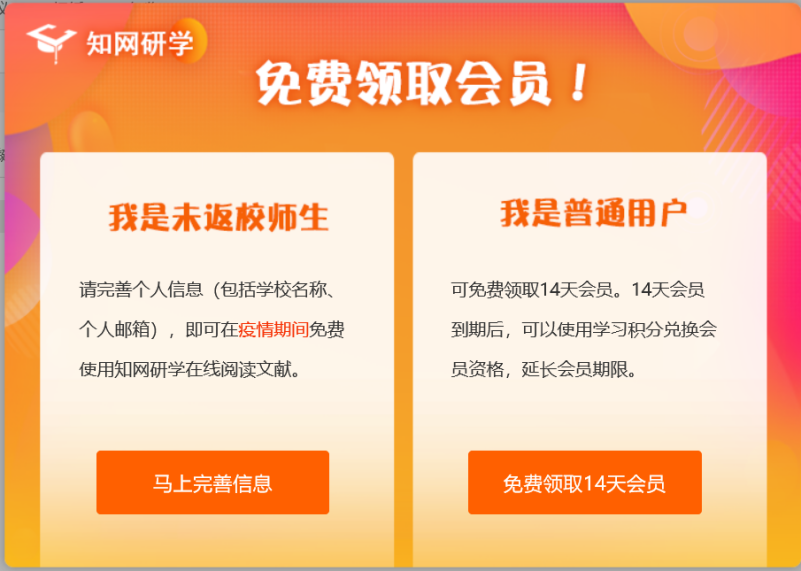 知网研学
免费领取会员！
我是未返校师生
请完善个人信息（包括学校名称、
个人邮箱），即可在疫情期间免费
使用知网研学在线阅读文献。
马上完善信息
我是普通用户
可免费领取14天会员。14天会员
到期后，可以使用学习积分兑换会
员资格，延长会员期限。
免费领取14天会员